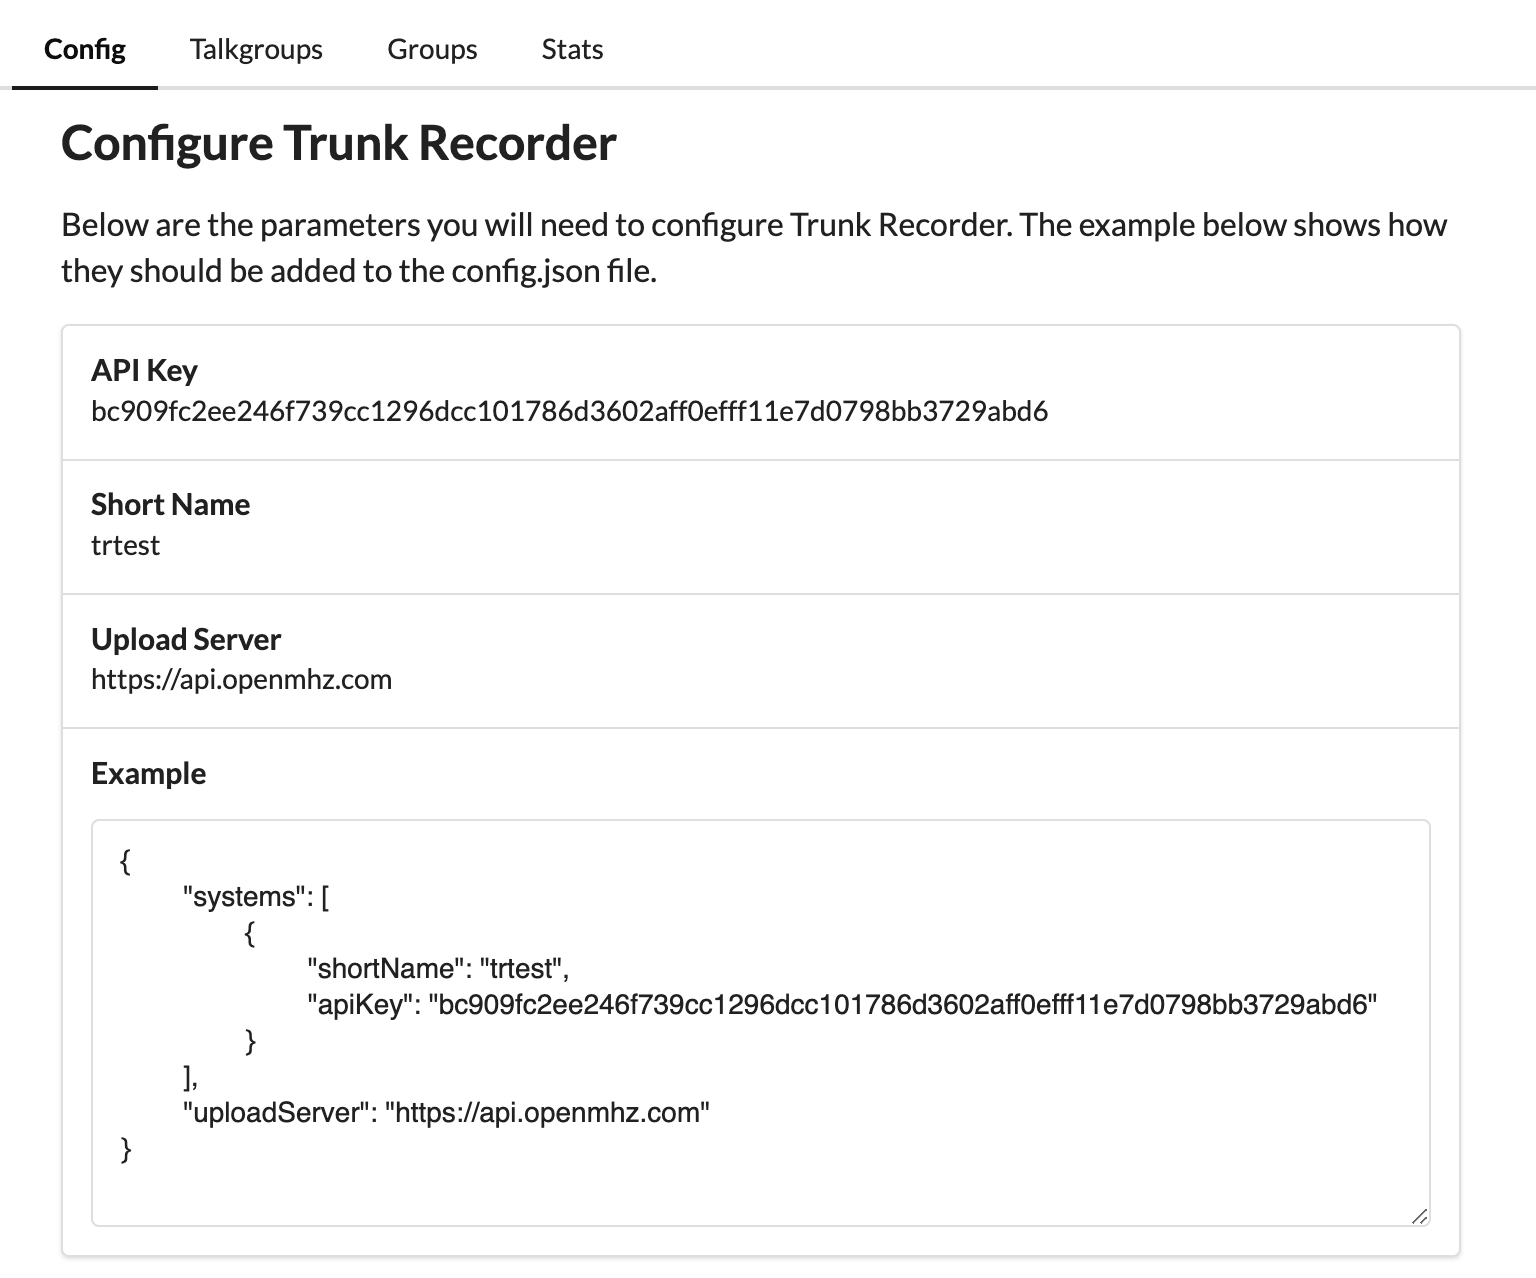 Config Talkgroups Groups Stats
Configure Trunk Recorder
Below are the parameters you will need to configure Trunk Recorder. The example below shows how
they should be added to the config.json file.
API Key
bc909fc2ee246f739cc1296dcc101786d3602aff0efff11e7d0798bb3729abd6
Short Name
trtest
Upload Server
https://api.openmhz.com
Example
{
"systems": [
{
"shortName": "trtest",
"apiKey": "bc909fc2ee246f739cc1296dcc101786d3602aff0efff11e7d0798bb3729abd6"
}
],
"uploadServer": "https://api.openmhz.com"
}